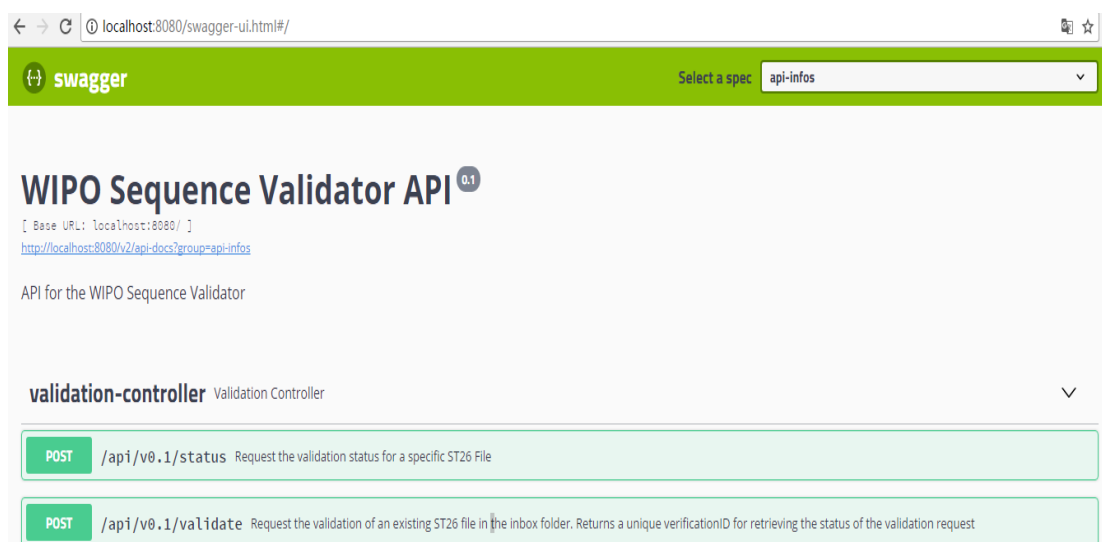 localhost:8080/swagger-ui.html#/
{··} swagger
Select a spec api-infos
WIPO Sequence Validator API 0.1
[ Base URL: localhost:8080/ ]
http://localhost:8080/v2/api-docs?group=api-infos
API for the WIPO Sequence Validator
validation-controller Validation Controller
POST /api/v0.1/status Request the validation status for a specific ST26 File
POST /api/v0.1/validate Request the validation of an existing ST26 file in the inbox folder. Returns a unique verificationID for retrieving the status of the validation request